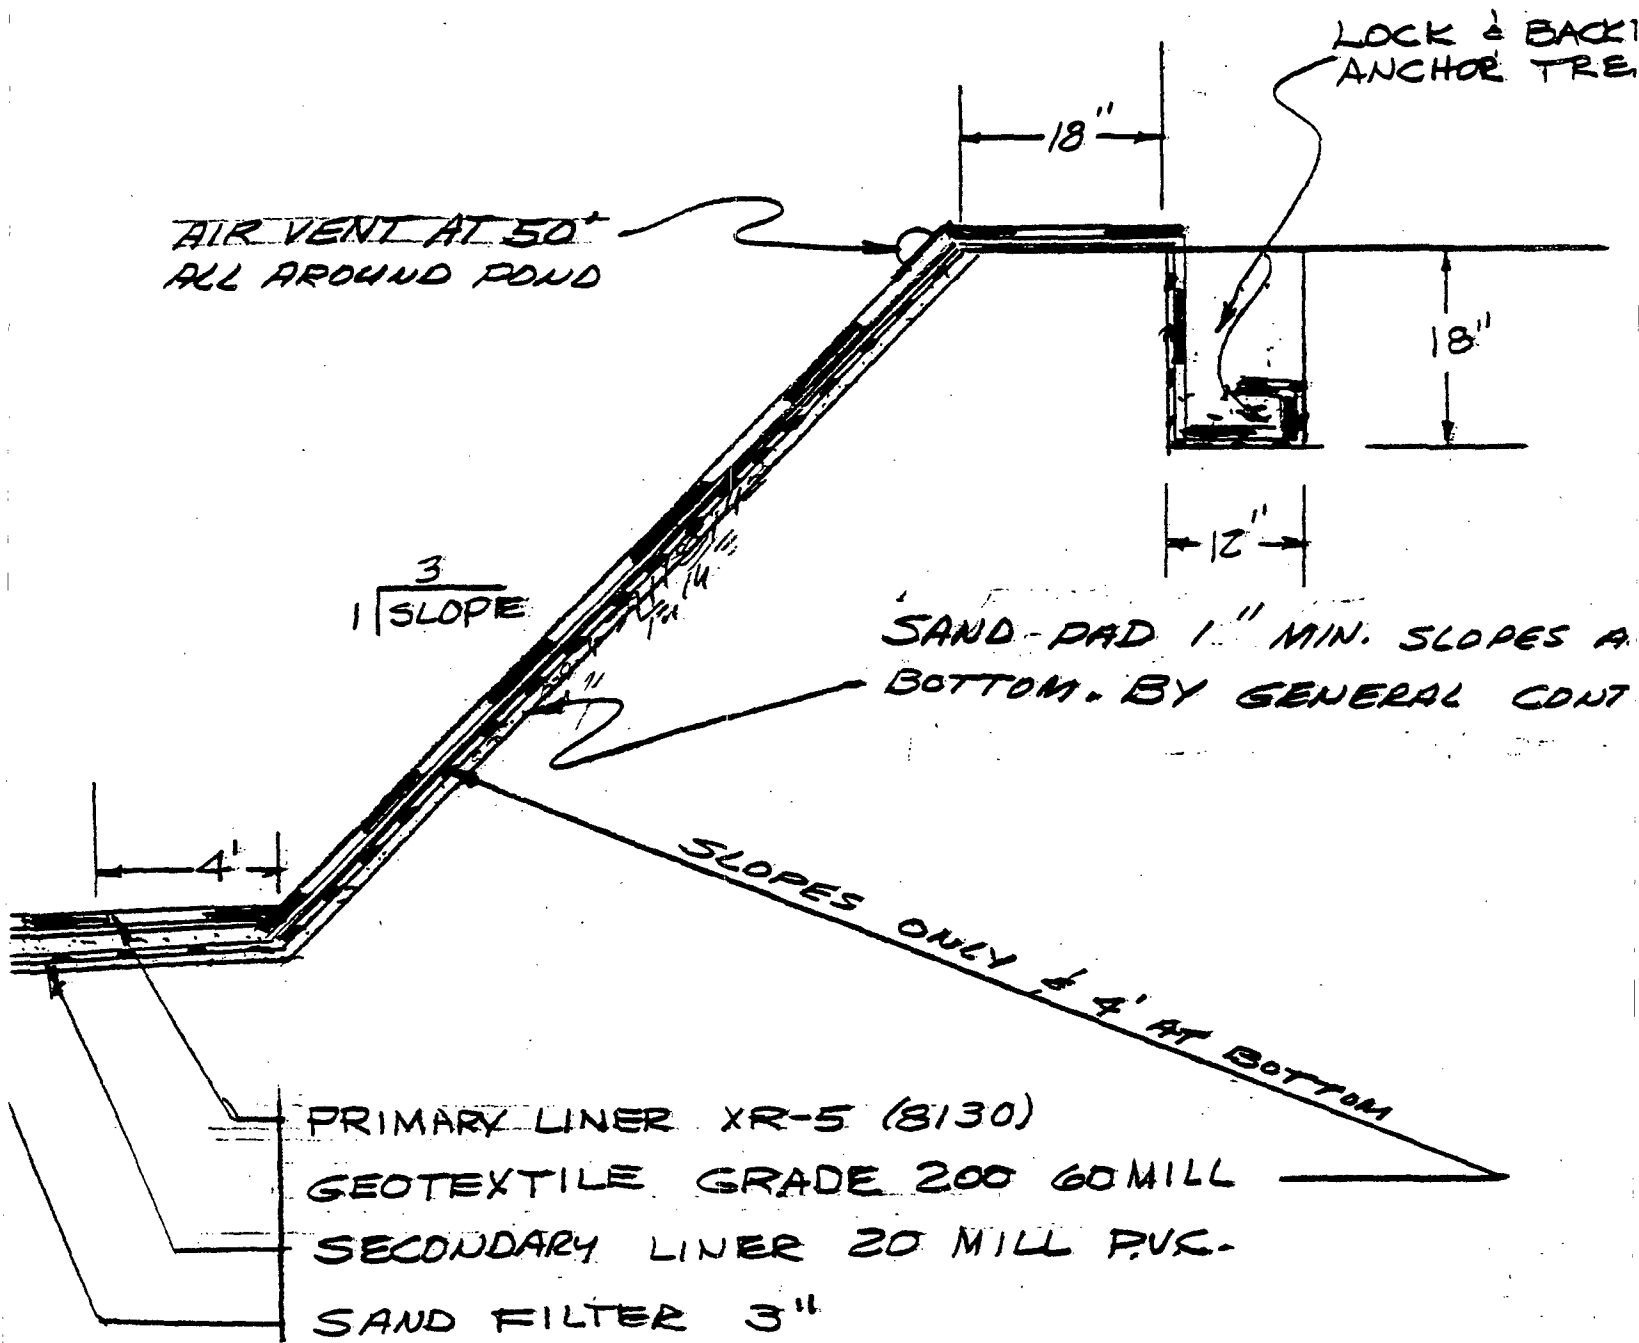 LOCK & BACK
ANCHOR TRE
18"
AIR VENT AT 50'
ALL AROUND POND
18"
12"
3
1 SLOPE
SAND PAD 1" MIN. SLOPES A
BOTTOM. BY GENERAL CONT
4'
SLOPES ONLY & 4' AT BOTTOM
PRIMARY LINER XR-5 (8130)
GEOTEXTILE GRADE 200 60 MILL
SECONDARY LINER 20 MILL P.V.C.
SAND FILTER 3"